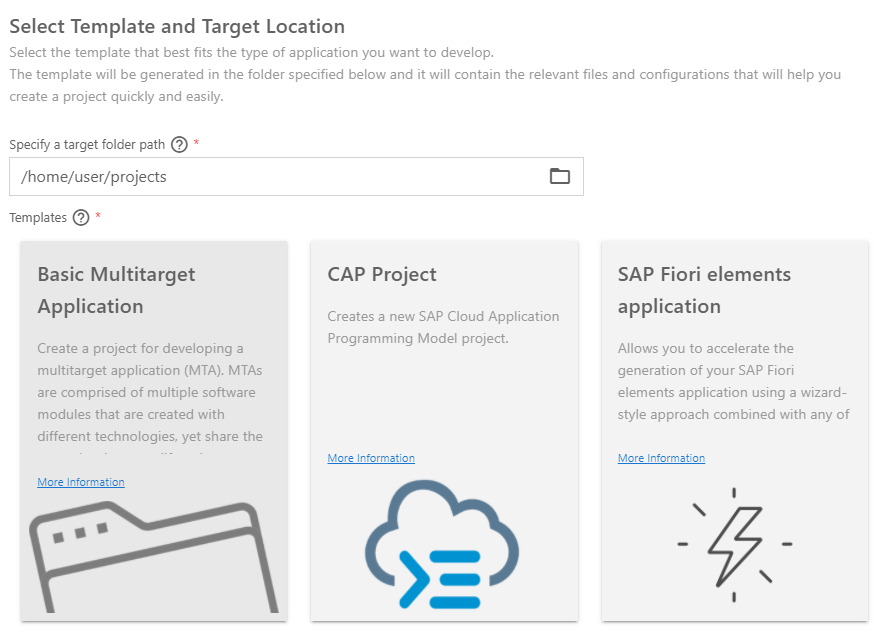 Select Template and Target Location
Select the template that best fits the type of application you want to develop.
The template will be generated in the folder specified below and it will contain the relevant files and configurations that will help you
create a project quickly and easily.
Specify a target folder path ? *
/home/user/projects
Templates ? *
Basic Multitarget
Application
Create a project for developing a
multitarget application (MTA). MTAs
are comprised of multiple software
modules that are created with
different technologies, yet share the
More Information
CAP Project
Creates a new SAP Cloud Application
Programming Model project.
More Information
SAP Fiori elements
application
Allows you to accelerate the
generation of your SAP Fiori
elements application using a wizard-
style approach combined with any of
More Information